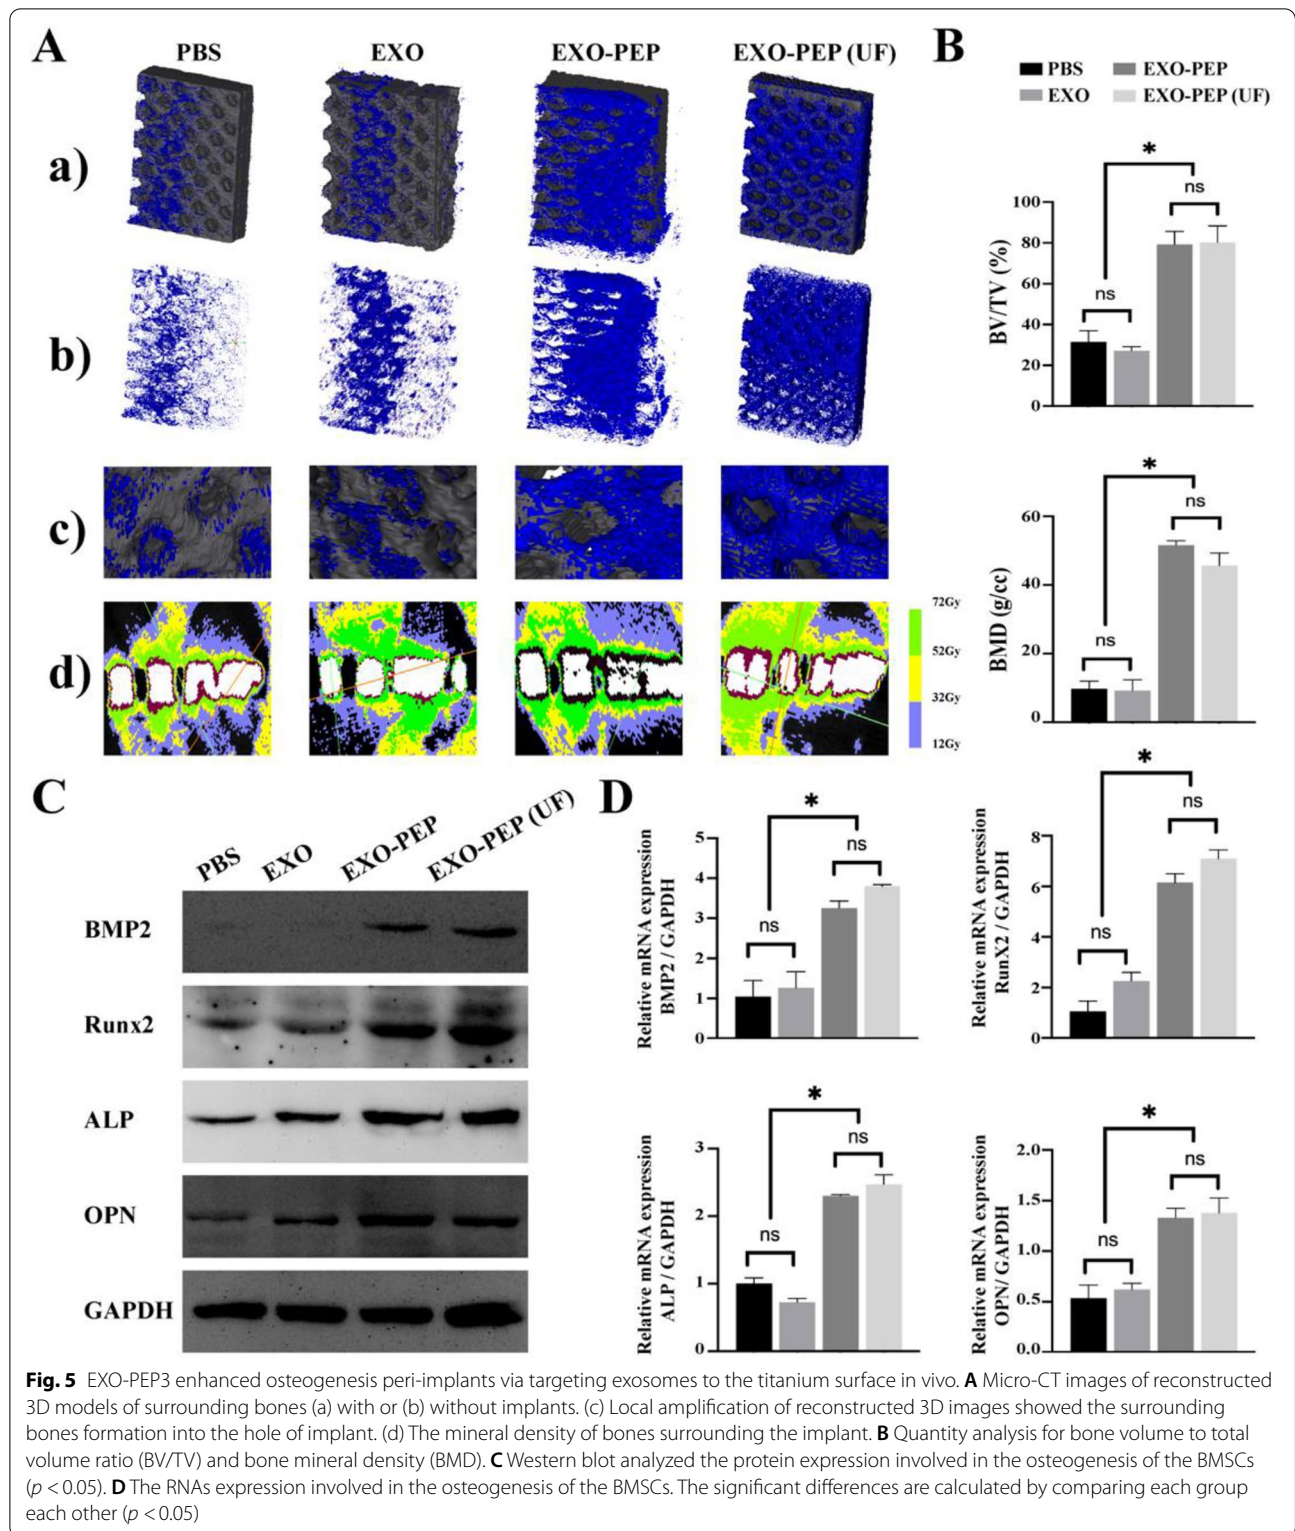 A
PBS
EXO
EXO-PEP
EXO-PEP (UF)
a)
b)
c)
d)
72Gy
52Gy
32Gy
12Gy
B
PBS
EXO-PEP
EXO
EXO-PEP (UF)
*
ns
ns
BV/TV (%)
100
80
60
40
20
0
*
ns
ns
BMD (g/cc)
60
40
20
0
C
PBS
EXO
EXO-PEP
EXO-PEP (UF)
BMP2
Runx2
ALP
OPN
GAPDH
D
*
ns
ns
Relative mRNA expression
BMP2 / GAPDH
5
4
3
2
1
0
*
ns
ns
Relative mRNA expression
RunX2 / GAPDH
8
6
4
2
0
*
ns
ns
Relative mRNA expression
ALP / GAPDH
3
2
1
0
*
ns
ns
Relative mRNA expression
OPN/ GAPDH
2.0
1.5
1.0
0.5
0.0
Fig. 5 EXO-PEP3 enhanced osteogenesis peri-implants via targeting exosomes to the titanium surface in vivo. A Micro-CT images of reconstructed
3D models of surrounding bones (a) with or (b) without implants. (c) Local amplification of reconstructed 3D images showed the surrounding
bones formation into the hole of implant. (d) The mineral density of bones surrounding the implant. B Quantity analysis for bone volume to total
volume ratio (BV/TV) and bone mineral density (BMD). C Western blot analyzed the protein expression involved in the osteogenesis of the BMSCs
(p < 0.05). D The RNAs expression involved in the osteogenesis of the BMSCs. The significant differences are calculated by comparing each group
each other (p < 0.05)